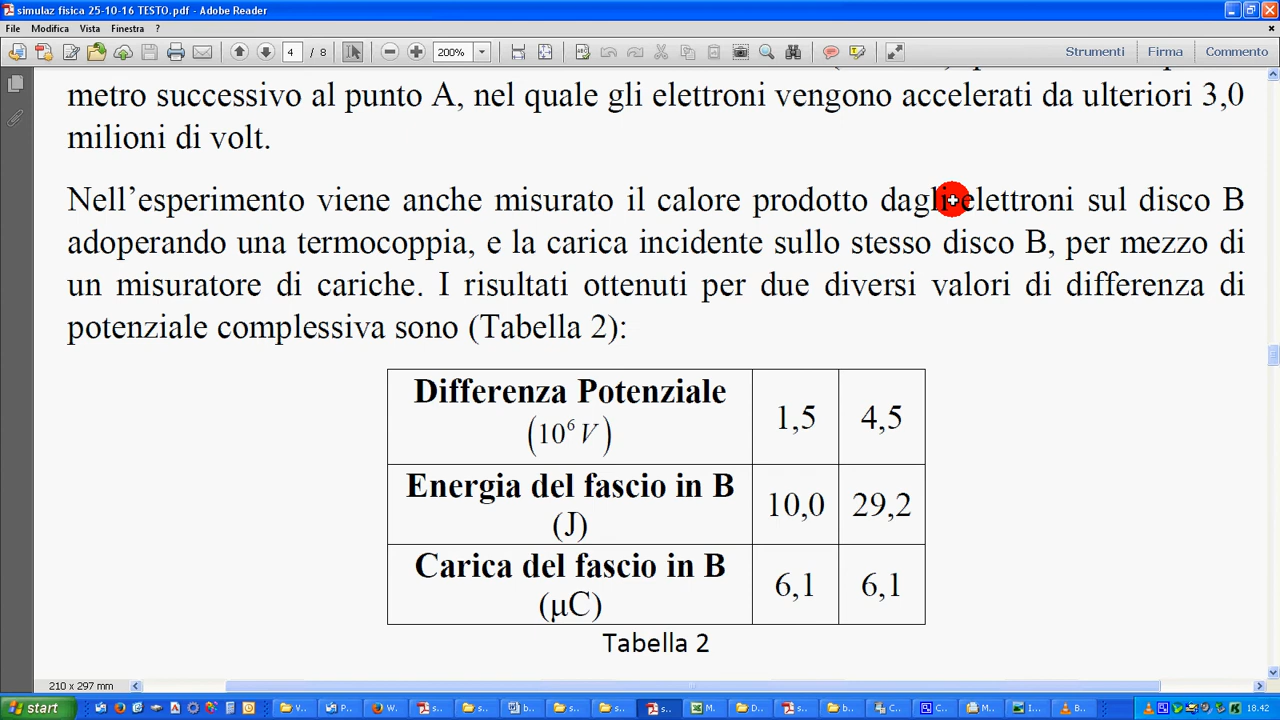 simulaz fisica 25-10-16 TESTO.pdf - Adobe Reader
File Modifica Vista Finestra ?
4 / 8 200% Strumenti Firma Commento
metro successivo al punto A, nel quale gli elettroni vengono accelerati da ulteriori 3,0
milioni di volt.
Nell’esperimento viene anche misurato il calore prodotto dagli elettroni sul disco B
adoperando una termocoppia, e la carica incidente sullo stesso disco B, per mezzo di
un misuratore di cariche. I risultati ottenuti per due diversi valori di differenza di
potenziale complessiva sono (Tabella 2):
Differenza Potenziale
(10⁶ V) 1,5 4,5
Energia del fascio in B
(J) 10,0 29,2
Carica del fascio in B
(μC) 6,1 6,1
Tabella 2
210 x 297 mm
start V... P... W... s... s... b... s... s... s... M... D... s... C... C... M... I... B... 18.42